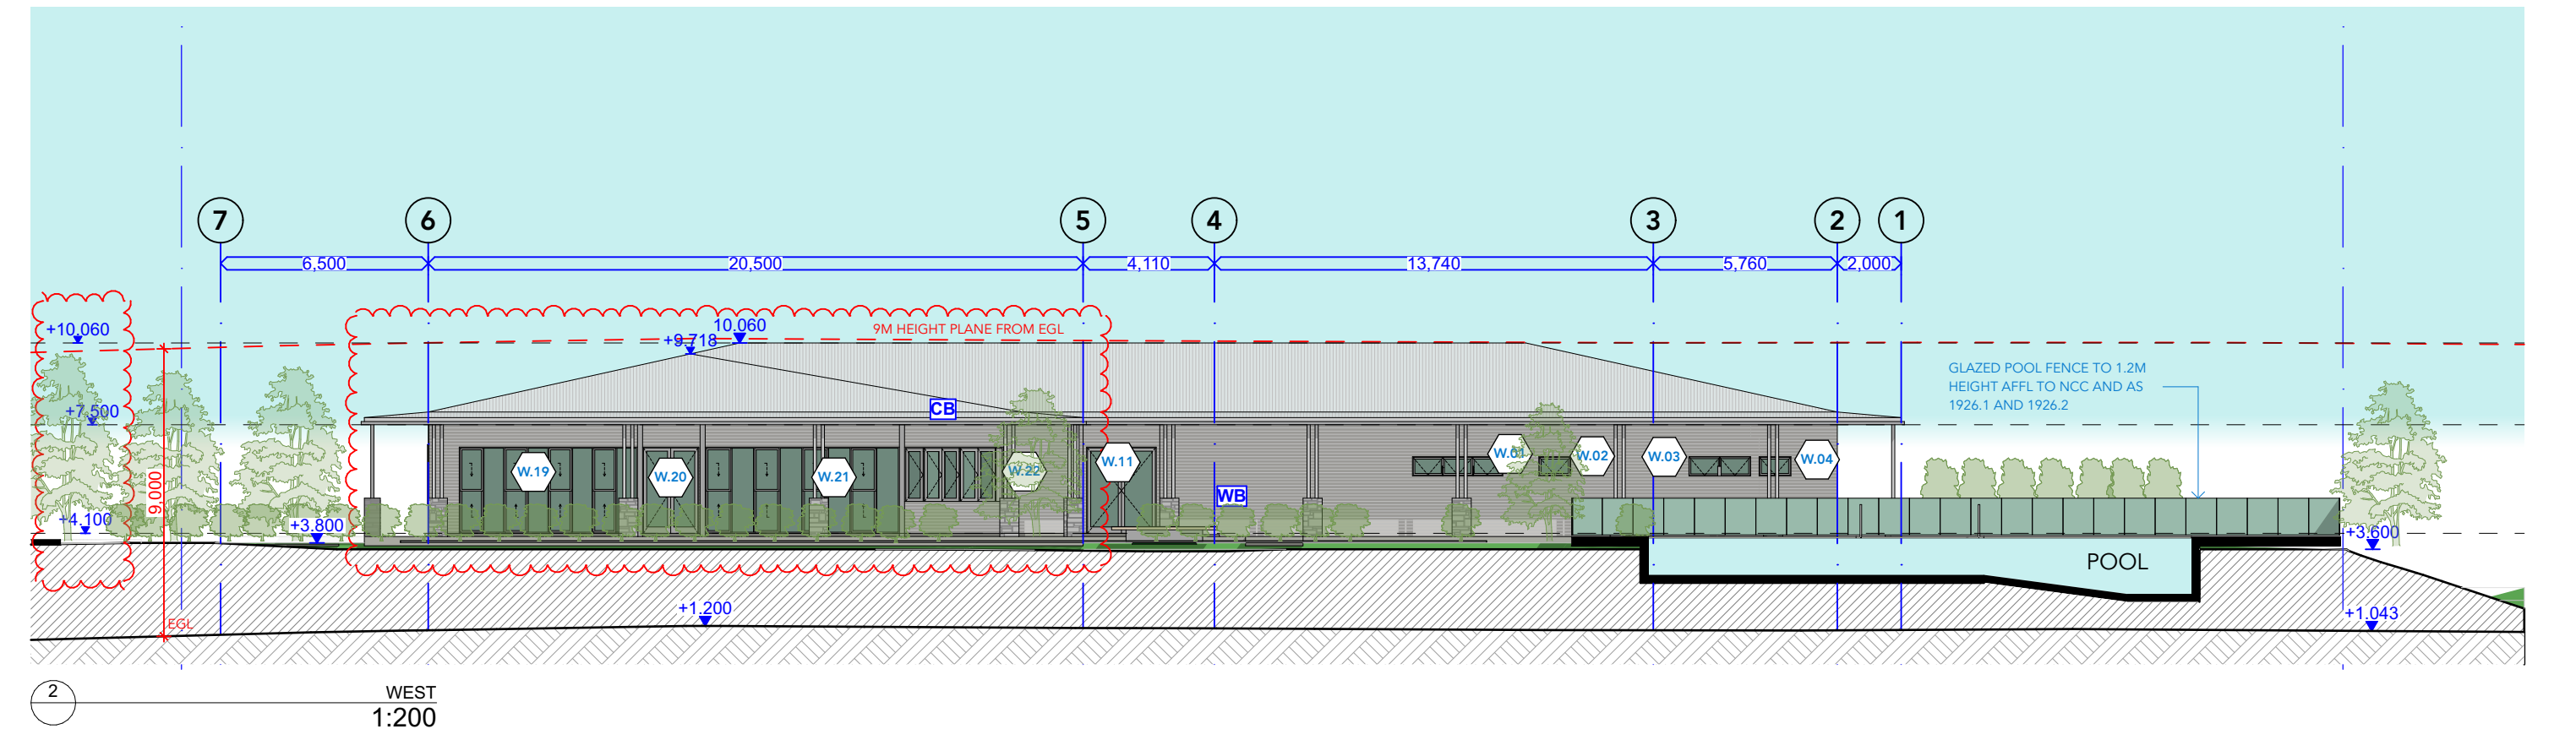 7 6 5 4 3 2 1
6,500 20,500 4,110 13,740 5,760 2,000
+10.060
10.060
9M HEIGHT PLANE FROM EGL
+9.718
GLAZED POOL FENCE TO 1.2M
HEIGHT AFFL TO NCC AND AS
1926.1 AND 1926.2
+7.500
CB
W.19 W.20 W.21 W.22 W.11 W.01 W.02 W.03 W.04
9,000
WB
+4.100
+3.800
+3.600
POOL
+1.200
+1.043
EGL
2
WEST
1:200